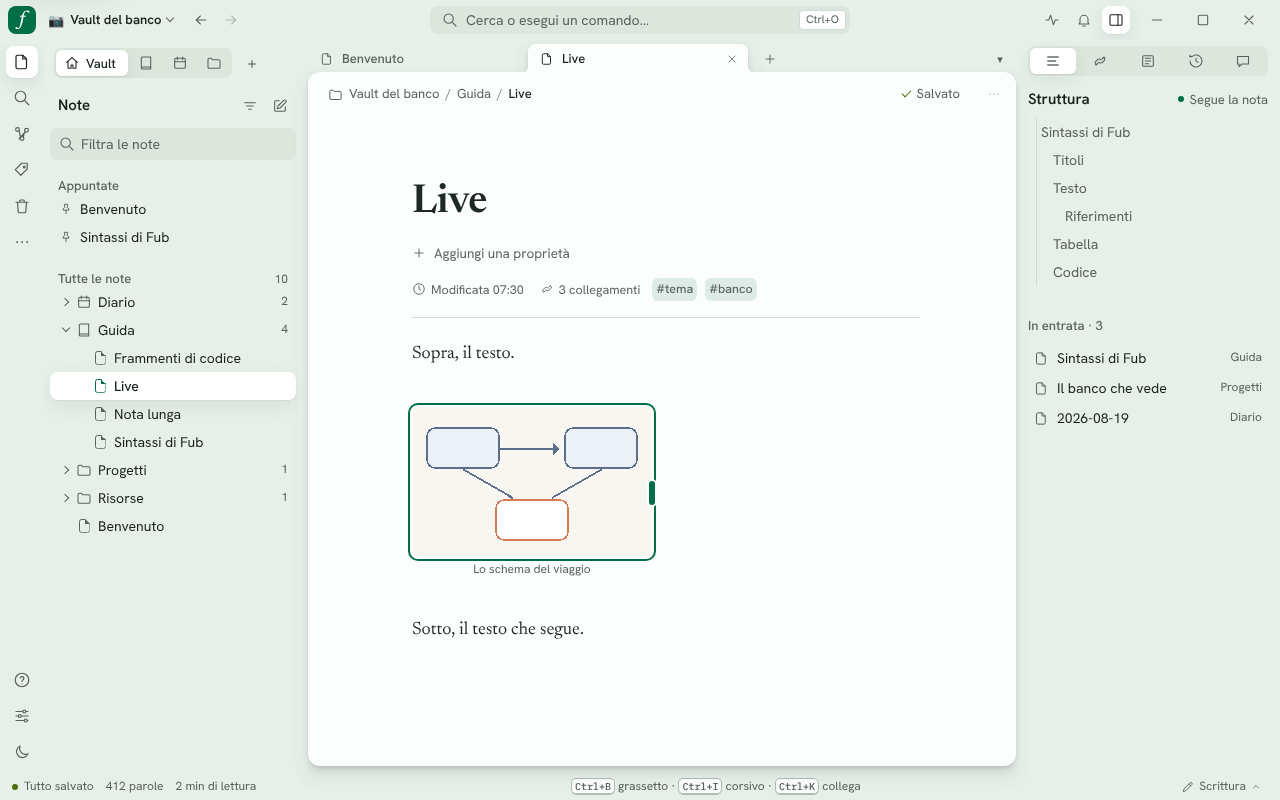 Vault del banco
Cerca o esegui un comando…
Ctrl+O
Vault
Note
Filtra le note
Appuntate
Benvenuto
Sintassi di Fub
Tutte le note 10
Diario 2
Guida 4
Frammenti di codice
Live
Nota lunga
Sintassi di Fub
Progetti 1
Risorse 1
Benvenuto
Benvenuto
Live
Vault del banco / Guida / Live
Salvato
Live
Aggiungi una proprietà
Modificata 07:30
3 collegamenti
#tema
#banco
Sopra, il testo.
Lo schema del viaggio
Sotto, il testo che segue.
Struttura
Segue la nota
Sintassi di Fub
Titoli
Testo
Riferimenti
Tabella
Codice
In entrata · 3
Sintassi di Fub Guida
Il banco che vede Progetti
2026-08-19 Diario
Tutto salvato
412 parole
2 min di lettura
Ctrl+B grassetto · Ctrl+I corsivo · Ctrl+K collega
Scrittura